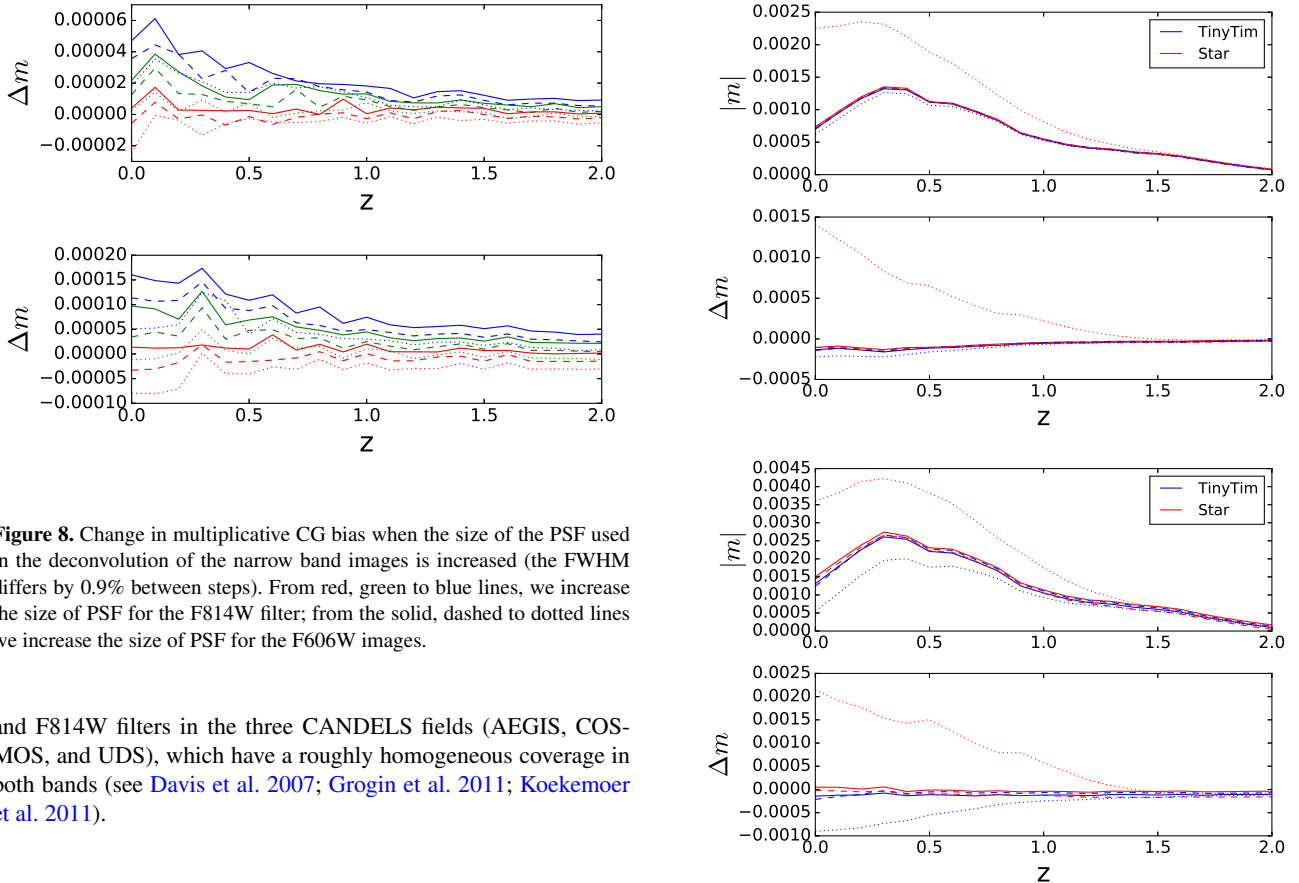 0.00006
0.00004
0.00002
0.00000
−0.00002
Δm
0.0 0.5 1.0 1.5 2.0
z
0.00020
0.00015
0.00010
0.00005
0.00000
−0.00005
−0.00010
Δm
0.0 0.5 1.0 1.5 2.0
z
Figure 8. Change in multiplicative CG bias when the size of the PSF used
in the deconvolution of the narrow band images is increased (the FWHM
differs by 0.9% between steps). From red, green to blue lines, we increase
the size of PSF for the F814W filter; from the solid, dashed to dotted lines
we increase the size of PSF for the F606W images.
and F814W filters in the three CANDELS fields (AEGIS, COS-
MOS, and UDS), which have a roughly homogeneous coverage in
both bands (see Davis et al. 2007; Grogin et al. 2011; Koekemoer
et al. 2011).
0.0025
0.0020
0.0015
0.0010
0.0005
0.0000
|m|
TinyTim
Star
0.0 0.5 1.0 1.5 2.0
0.0015
0.0010
0.0005
0.0000
−0.0005
Δm
0.0 0.5 1.0 1.5 2.0
z
0.0045
0.0040
0.0035
0.0030
0.0025
0.0020
0.0015
0.0010
0.0005
0.0000
|m|
TinyTim
Star
0.0 0.5 1.0 1.5 2.0
0.0025
0.0020
0.0015
0.0010
0.0005
0.0000
−0.0005
−0.0010
Δm
0.0 0.5 1.0 1.5 2.0
z